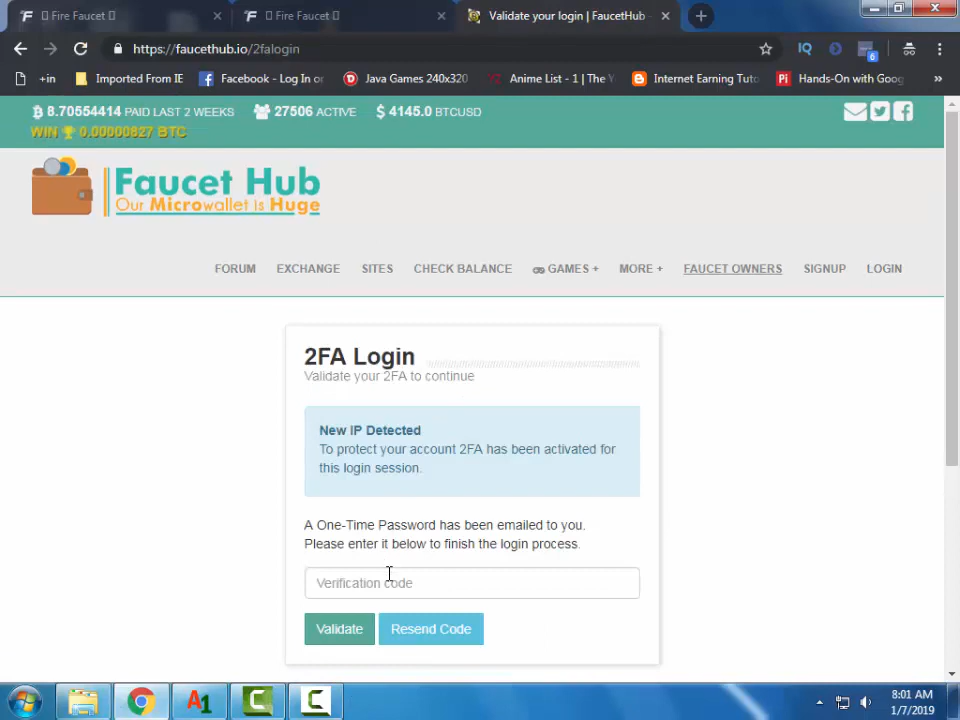 Fire Faucet
Fire Faucet
Validate your login | FaucetHub
https://faucethub.io/2falogin
+in
Imported From IE
Facebook - Log In or
Java Games 240x320
Anime List - 1 | The
Internet Earning Tuto
Hands-On with Goog
»
8.70554414 PAID LAST 2 WEEKS
27506 ACTIVE
$ 4145.0 BTCUSD
WIN 0.00000827 BTC
Faucet Hub
Our Microwallet is Huge
FORUM
EXCHANGE
SITES
CHECK BALANCE
GAMES +
MORE +
FAUCET OWNERS
SIGNUP
LOGIN
2FA Login
Validate your 2FA to continue
New IP Detected
To protect your account 2FA has been activated for
this login session.
A One-Time Password has been emailed to you.
Please enter it below to finish the login process.
Verification code
Validate
Resend Code
8:01 AM
1/7/2019